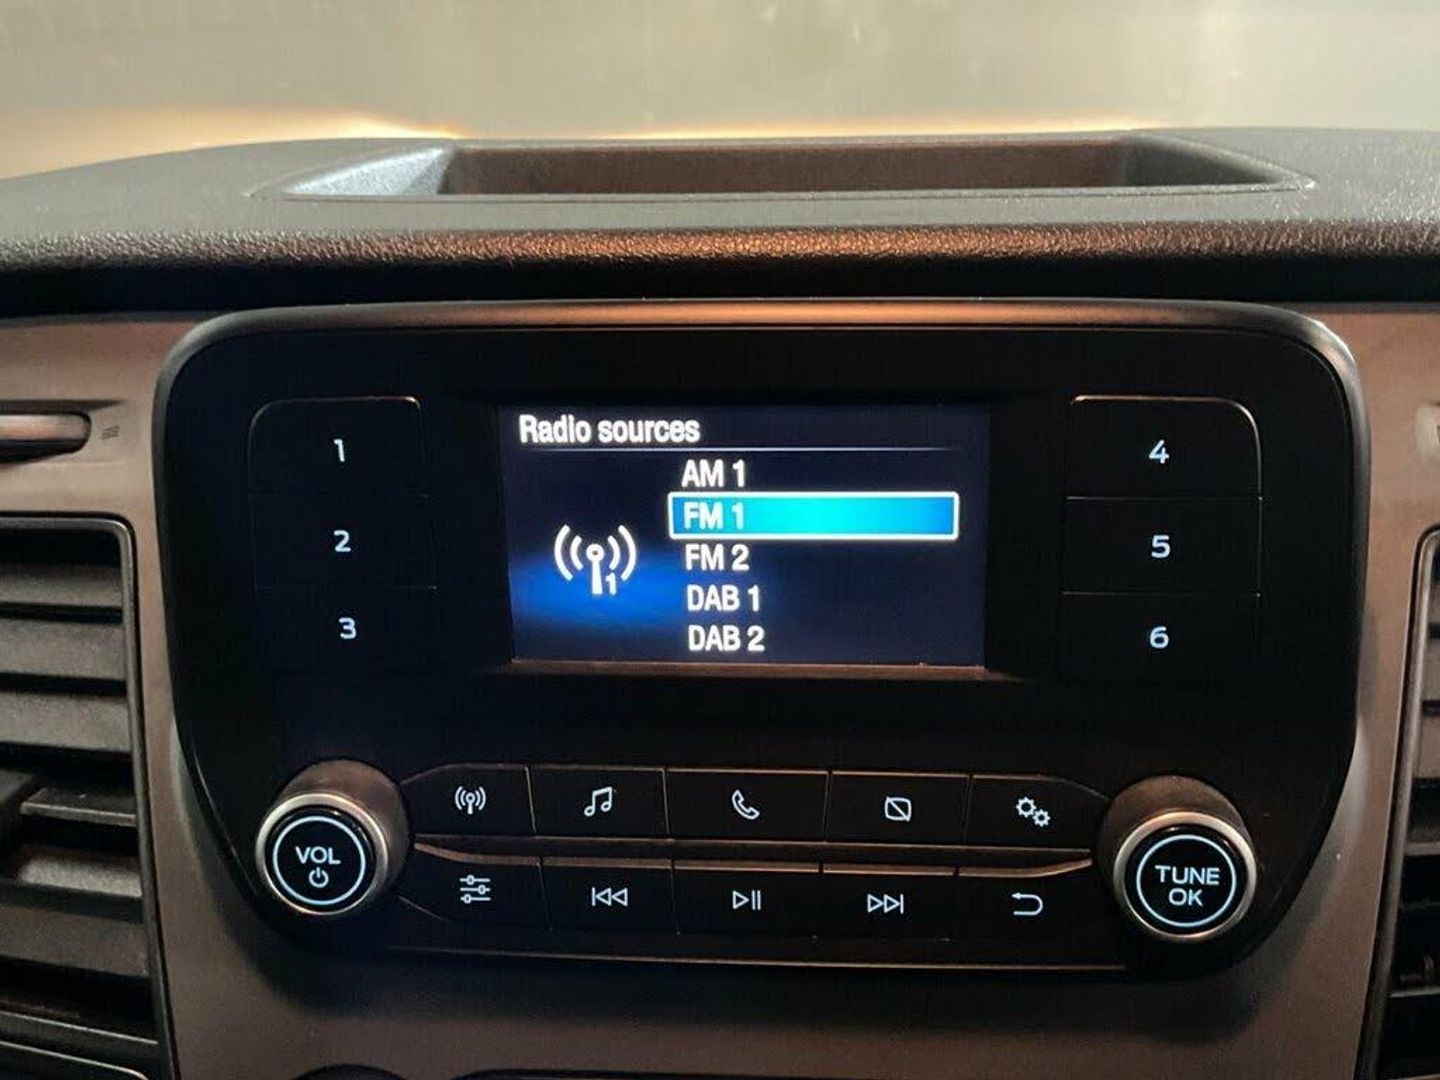 Radio sources
AM 1
FM 1
FM 2
DAB 1
DAB 2
1
1
2
3
4
5
6
VOL
TUNE
OK